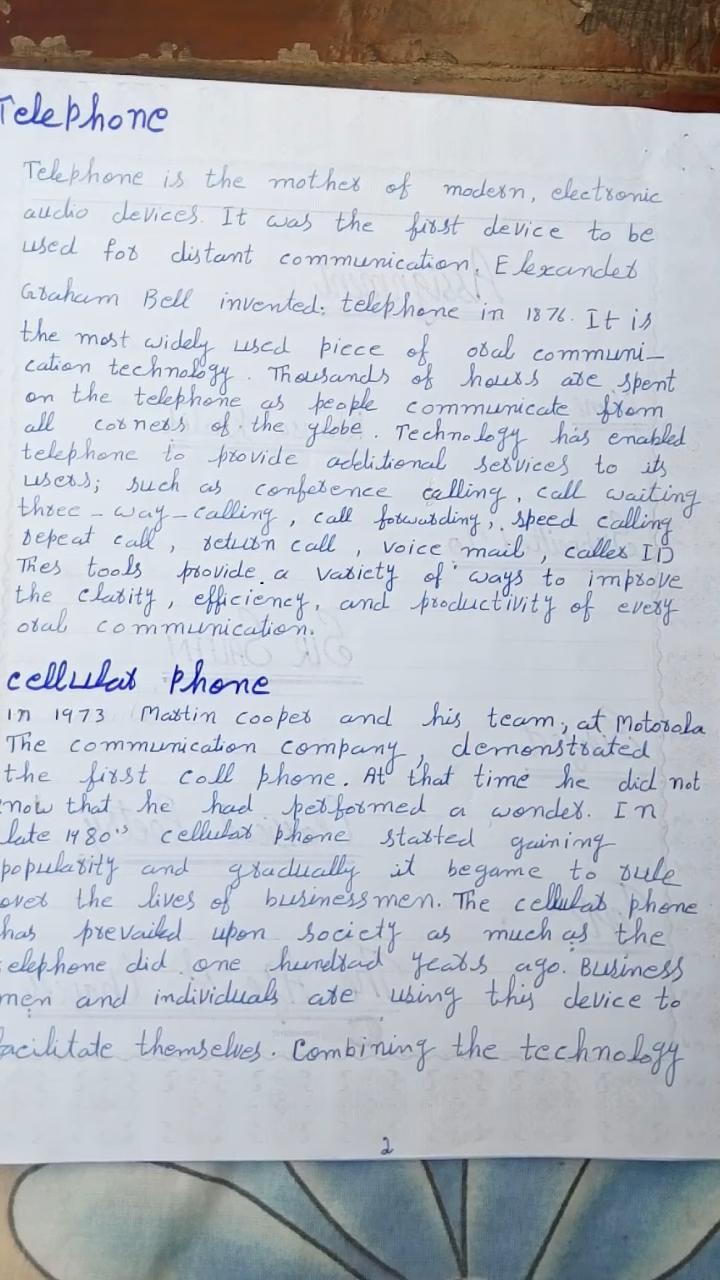 Telephone
Telephone is the mother of modern, electronic
audio devices. It was the first device to be
used for distant communication. Elexander
Graham Bell invented; telephone in 1876. It is
the most widely used piece of oral communi-
cation technology. Thousands of hours are spent
on the telephone as people communicate from
all corners of the globe. Technology has enabled
telephone to provide additional services to its
users; such as conference calling, call waiting
three-way-calling, call forwarding, speed calling
repeat call, return call, voice mail, caller ID
Thes tools provide a variety of ways to improve
the clarity, efficiency, and productivity of every
oral communication.
cellular phone
in 1973 Martin cooper and his team, at Motorola
The communication company, demonstrated
the first coll phone. At that time he did not
now that he had performed a wonder. In
late 1980's cellular phone started gaining
popularity and gradually it begame to rule
over the lives of businessmen. The cellular phone
has prevailed upon society as much as the
elephone did one hundrad years ago. Business
men and individuals are using this device to
acilitate themselves. Combining the technology
2